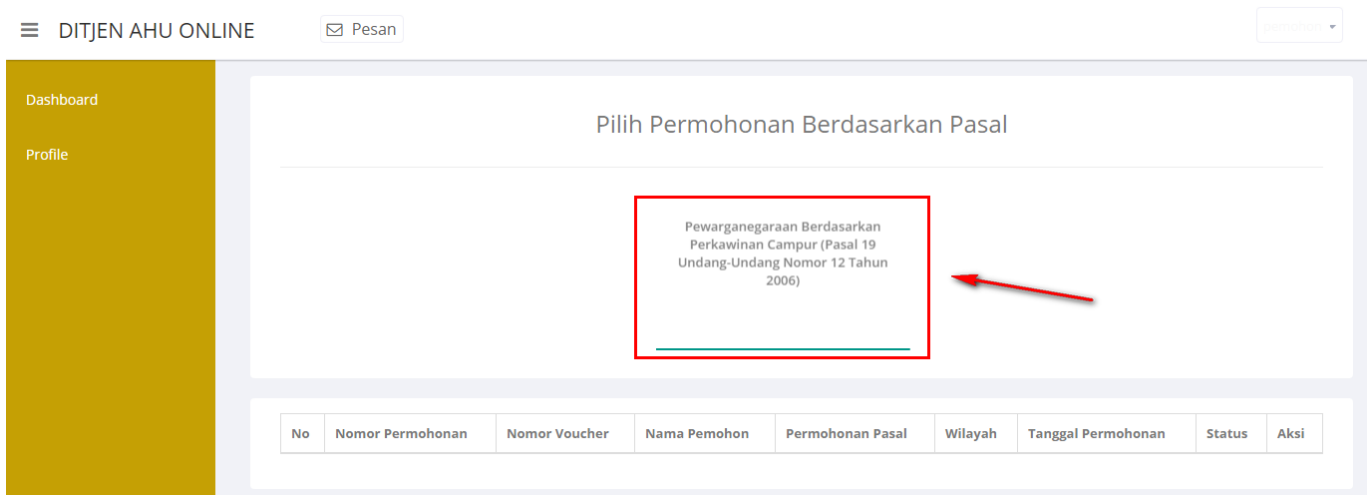 DITJEN AHU ONLINE
Pesan
pemohon
Dashboard
Profile
Pilih Permohonan Berdasarkan Pasal
Pewarganegaraan Berdasarkan
Perkawinan Campur (Pasal 19
Undang-Undang Nomor 12 Tahun
2006)
No Nomor Permohonan Nomor Voucher Nama Pemohon Permohonan Pasal Wilayah Tanggal Permohonan Status Aksi